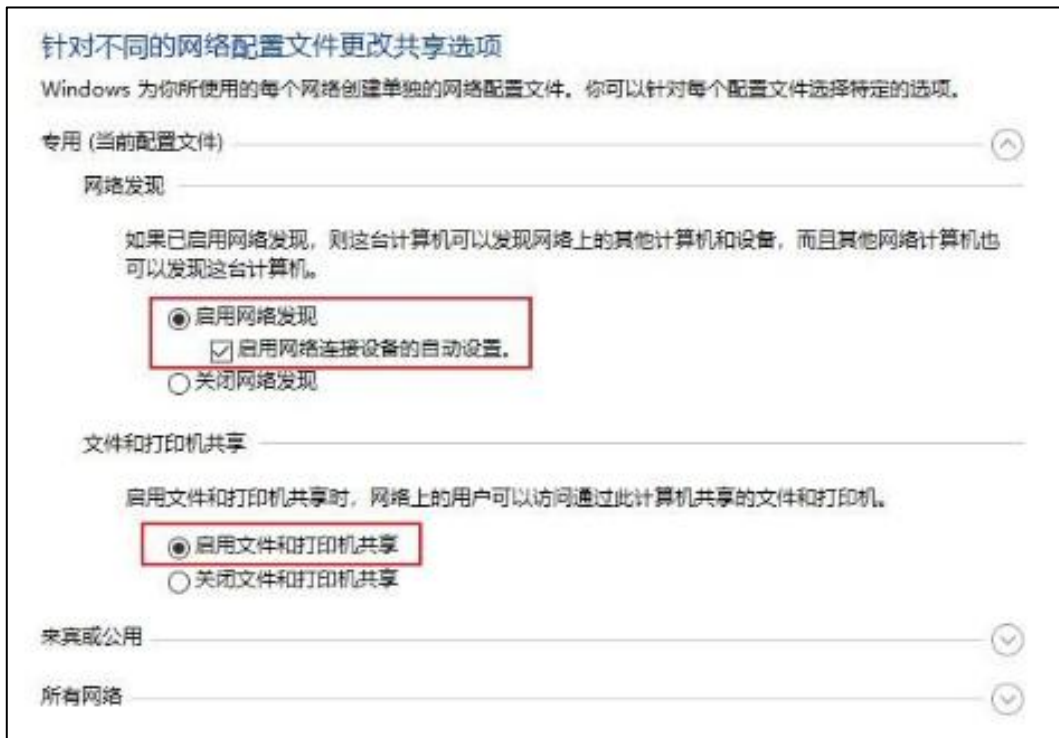 针对不同的网络配置文件更改共享选项
Windows 为你所使用的每个网络创建单独的网络配置文件。你可以针对每个配置文件选择特定的选项。
专用 (当前配置文件)
网络发现
如果已启用网络发现，则这台计算机可以发现网络上的其他计算机和设备，而且其他网络计算机也
可以发现这台计算机。
启用网络发现
启用网络连接设备的自动设置。
关闭网络发现
文件和打印机共享
启用文件和打印机共享时，网络上的用户可以访问通过此计算机共享的文件和打印机。
启用文件和打印机共享
关闭文件和打印机共享
来宾或公用
所有网络